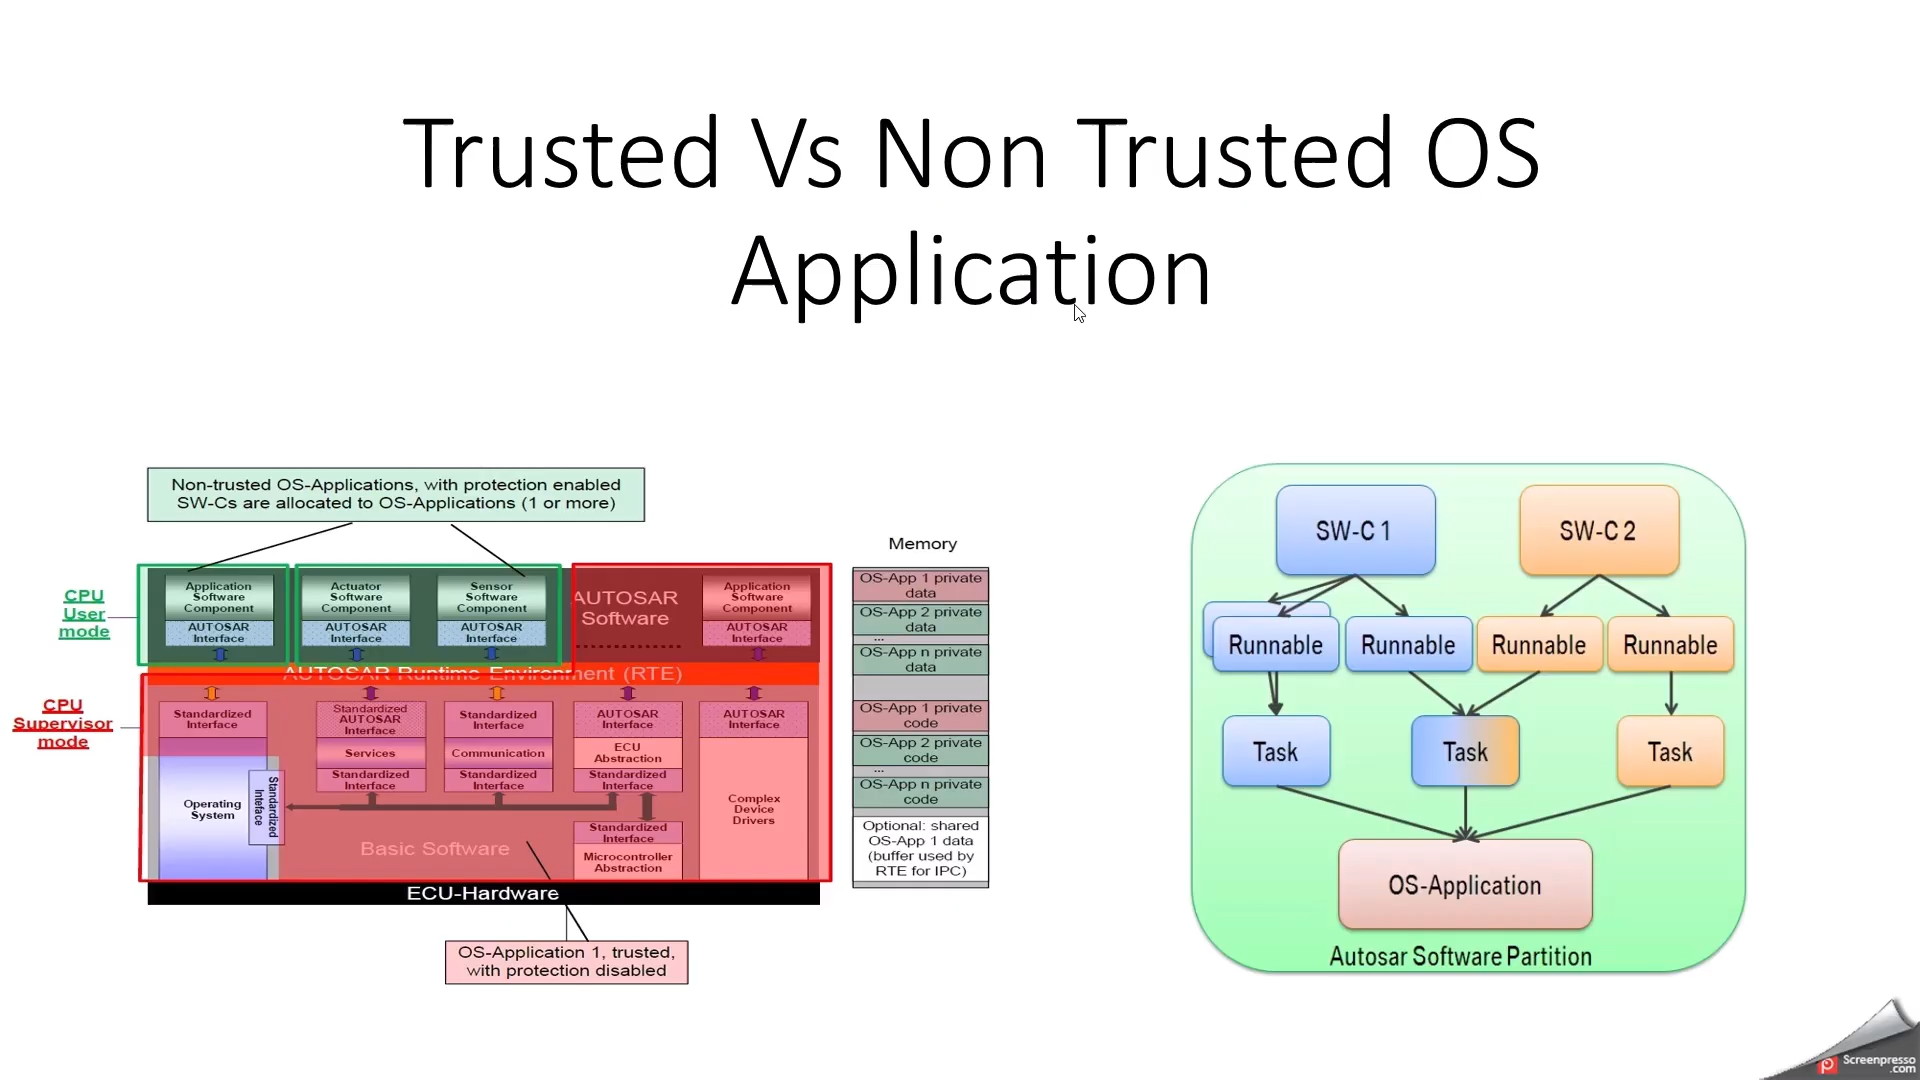 Trusted Vs Non Trusted OS
Application
Non-trusted OS-Applications, with protection enabled
SW-Cs are allocated to OS-Applications (1 or more)
CPU
User
mode
Application
Software
Component
AUTOSAR
Interface
Actuator
Software
Component
AUTOSAR
Interface
Sensor
Software
Component
AUTOSAR
Interface
AUTOSAR
Software
Application
Software
Component
AUTOSAR
Interface
AUTOSAR Runtime Environment (RTE)
CPU
Supervisor
mode
Standardized
Interface
Operating
System
Standardized
Inteface
Standardized
AUTOSAR
Interface
Services
Standardized
Interface
Standardized
Interface
Communication
Standardized
Interface
AUTOSAR
Interface
ECU
Abstraction
Standardized
Interface
Standardized
Interface
Microcontroller
Abstraction
AUTOSAR
Interface
Complex
Device
Drivers
Basic Software
ECU-Hardware
OS-Application 1, trusted,
with protection disabled
Memory
OS-App 1 private
data
OS-App 2 private
data
...
OS-App n private
data
OS-App 1 private
code
OS-App 2 private
code
...
OS-App n private
code
Optional: shared
OS-App 1 data
(buffer used by
RTE for IPC)
SW-C 1
SW-C 2
Runnable
Runnable
Runnable
Runnable
Task
Task
Task
OS-Application
Autosar Software Partition
Screenpresso
.com